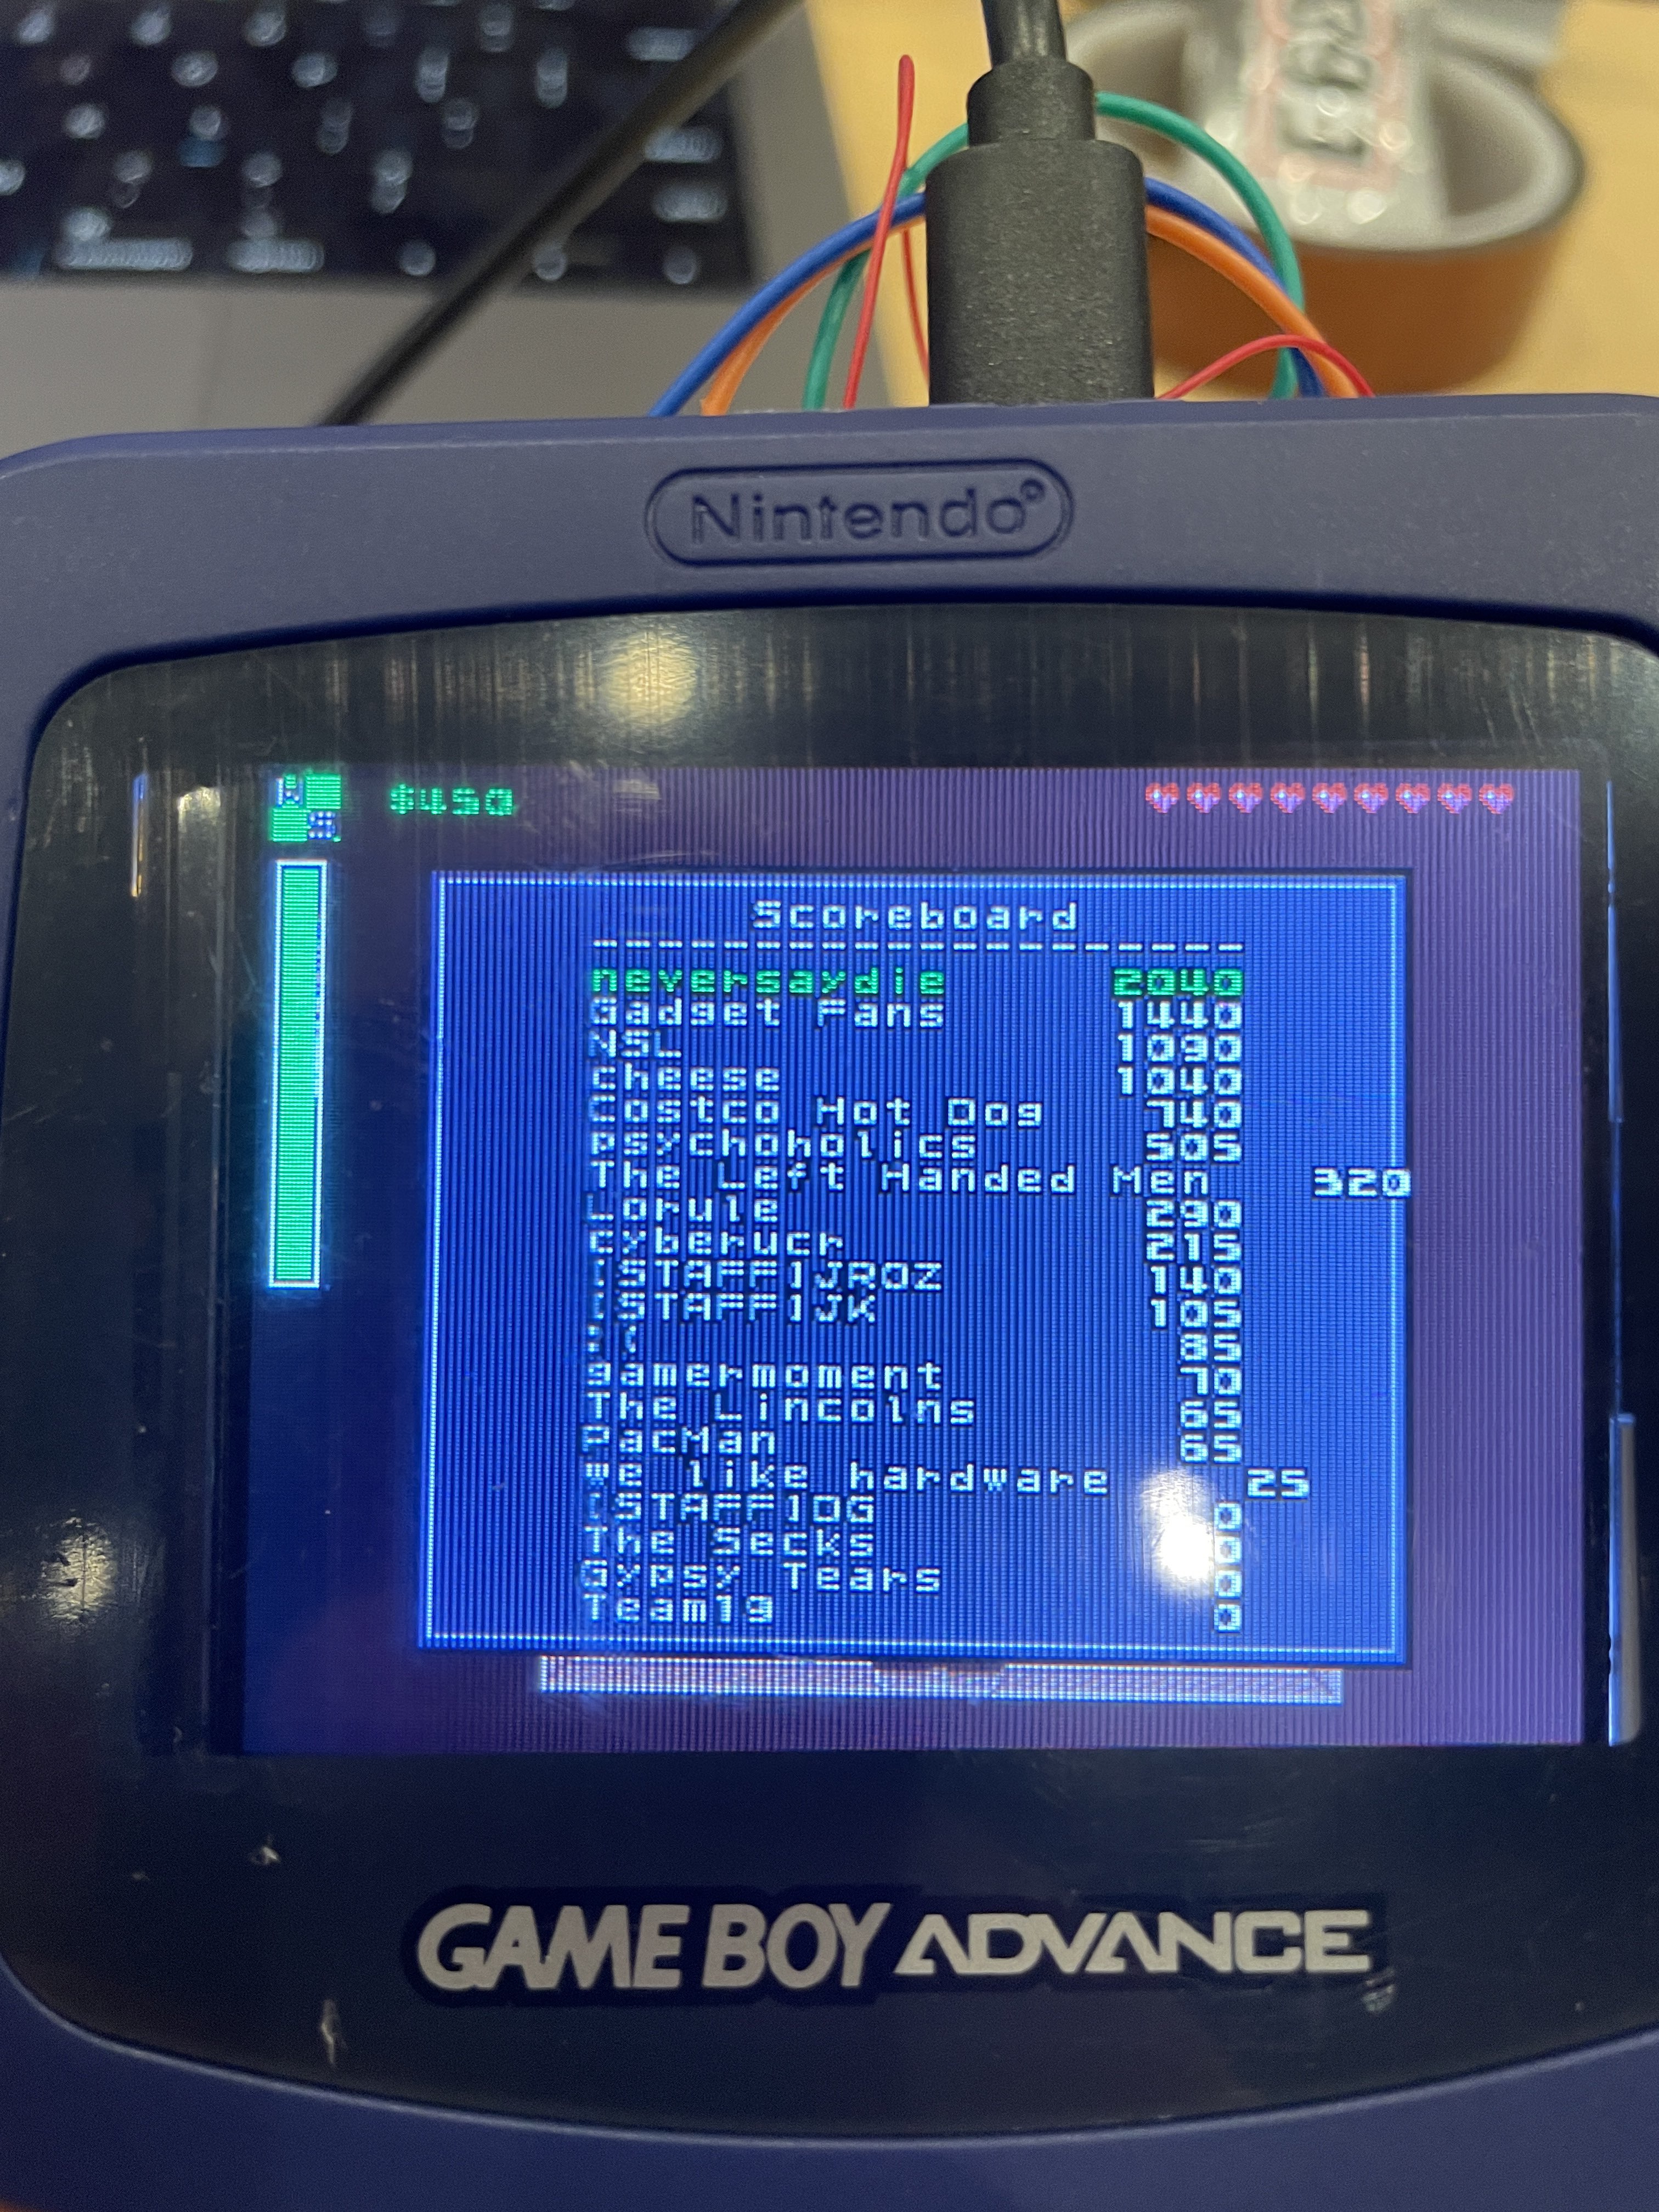 Nintendo®
$450
Scoreboard
--------------------
neversaydie 2040
Gadget Fans 1440
NSL 1090
cheese 1040
Costco Hot Dog 740
psychoholics 505
The Left Handed Men 320
Lorule 290
cyberucr 215
[STAFF]JROZ 140
[STAFF]JK 105
:( 85
gamermoment 70
The Lincolns 65
PacMan 65
we like hardware 25
[STAFF]OG 0
The Secks 0
Gypsy Tears 0
Team19 0
GAME BOY ADVANCE